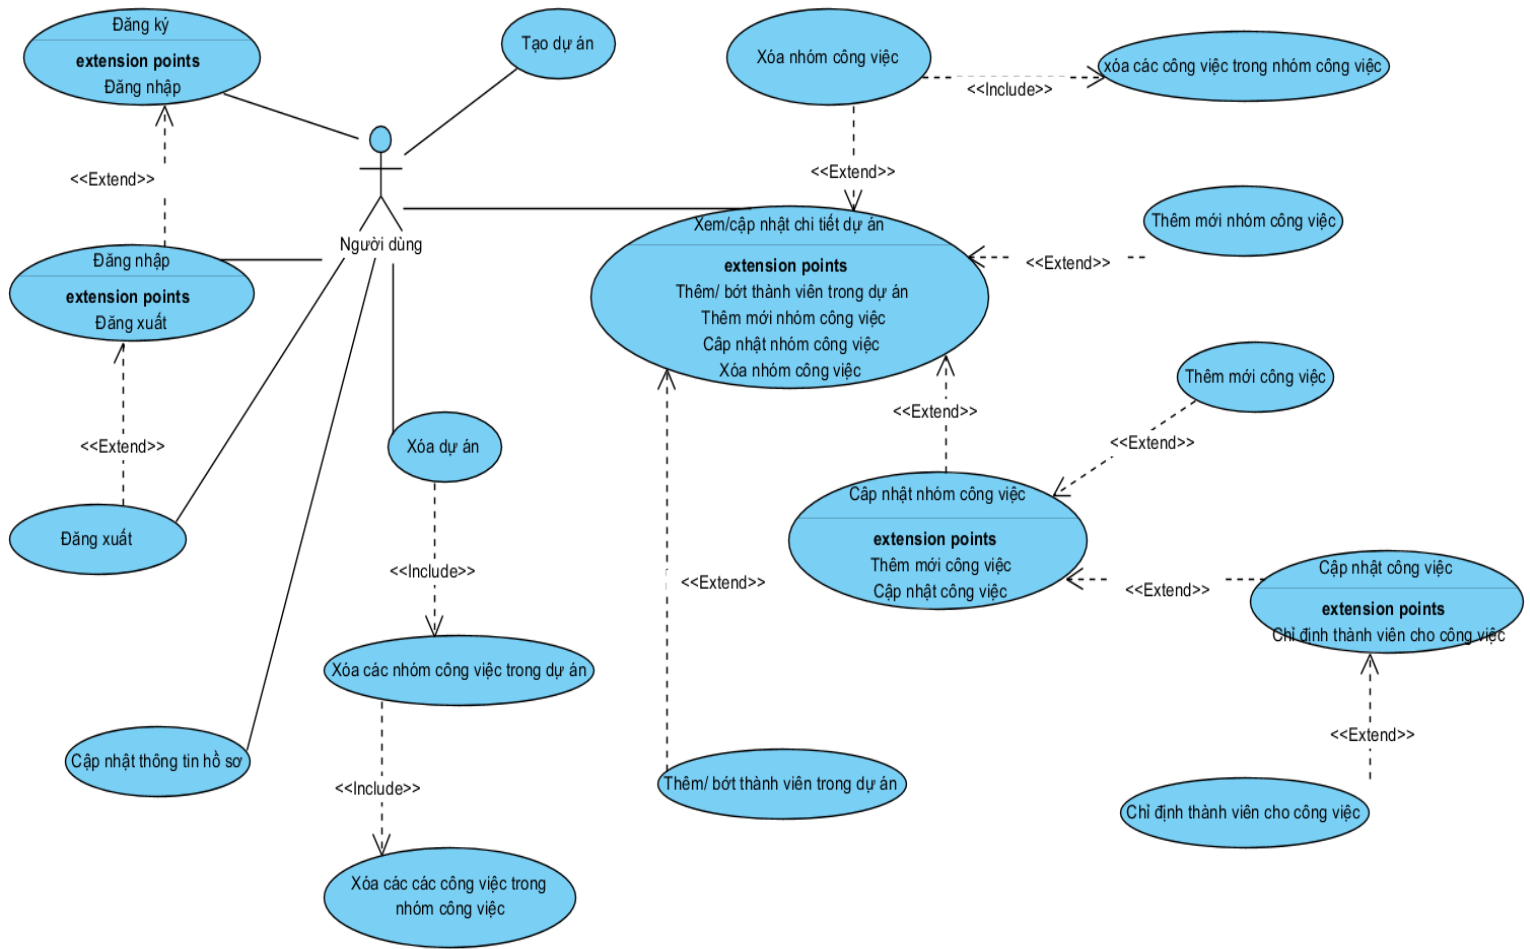 Đăng ký
extension points
Đăng nhập
Tạo dự án
Xóa nhóm công việc
<<Include>>
xóa các công việc trong nhóm công việc
<<Extend>>
<<Extend>>
Người dùng
Xem/cập nhật chi tiết dự án
extension points
Thêm/ bớt thành viên trong dự án
Thêm mới nhóm công việc
Câp nhật nhóm công việc
Xóa nhóm công việc
Thêm mới nhóm công việc
<<Extend>>
Đăng nhập
extension points
Đăng xuất
<<Extend>>
Thêm mới công việc
<<Extend>>
<<Extend>>
Xóa dự án
Đăng xuất
Câp nhật nhóm công việc
extension points
Thêm mới công việc
Cập nhật công việc
<<Include>>
<<Extend>>
<<Extend>>
Cập nhật công việc
extension points
Chỉ định thành viên cho công việc
Xóa các nhóm công việc trong dự án
<<Extend>>
Cập nhật thông tin hồ sơ
<<Include>>
Thêm/ bớt thành viên trong dự án
Chỉ định thành viên cho công việc
Xóa các các công việc trong
nhóm công việc